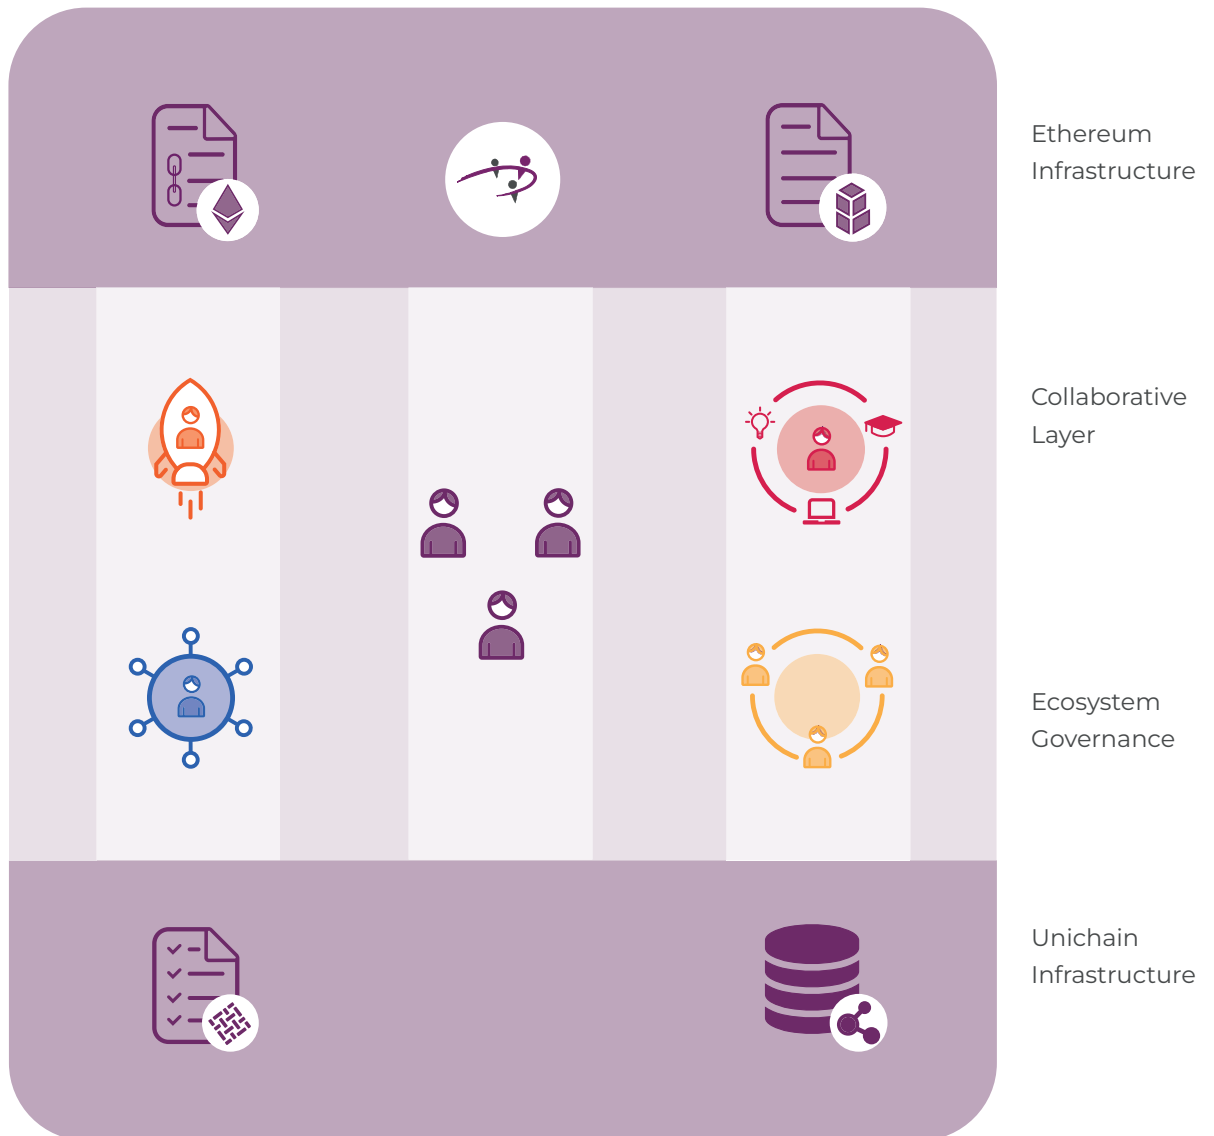 Ethereum
Infrastructure
Collaborative
Layer
Ecosystem
Governance
Unichain
Infrastructure